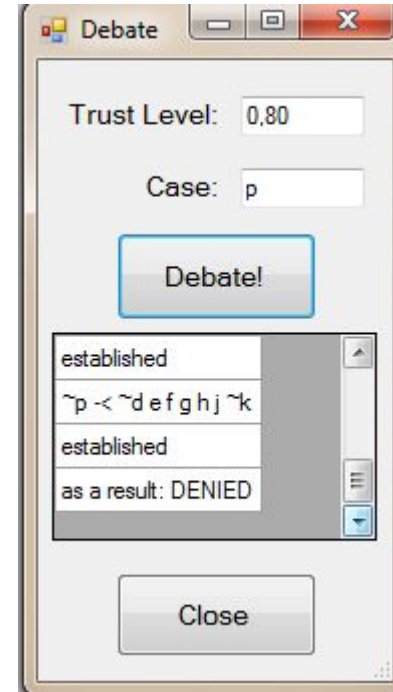 Debate
Trust Level: 0,80
Case: p
Debate!
established
~p -< ~d e f g h j ~k
established
as a result: DENIED
Close